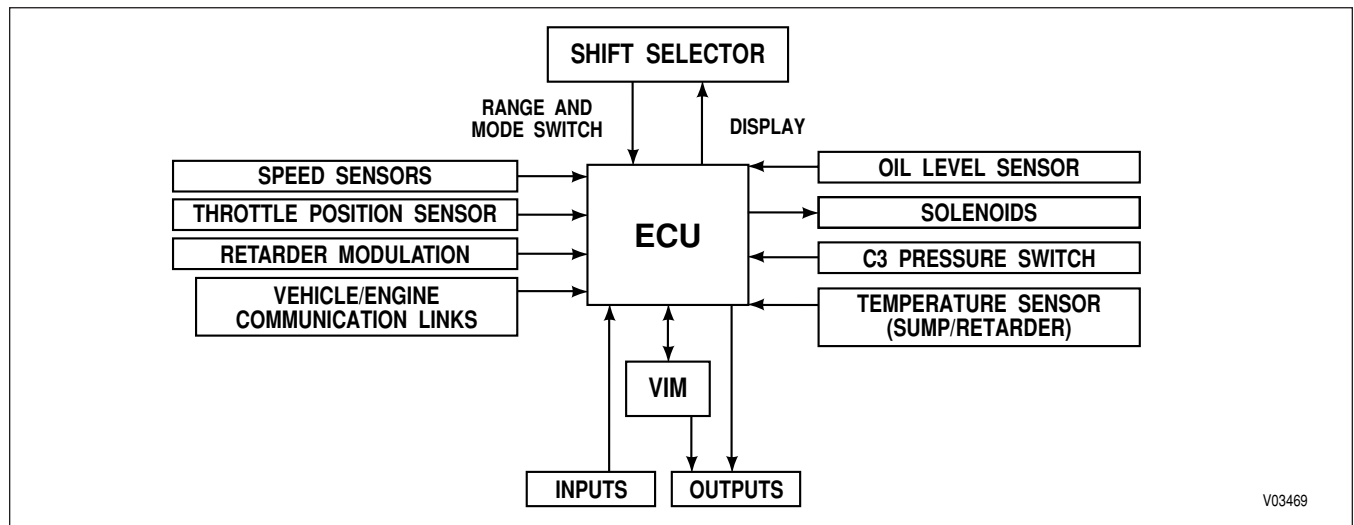 SHIFT SELECTOR
RANGE AND
MODE SWITCH
DISPLAY
SPEED SENSORS
THROTTLE POSITION SENSOR
RETARDER MODULATION
VEHICLE/ENGINE
COMMUNICATION LINKS
ECU
OIL LEVEL SENSOR
SOLENOIDS
C3 PRESSURE SWITCH
TEMPERATURE SENSOR
(SUMP/RETARDER)
VIM
INPUTS
OUTPUTS
V03469